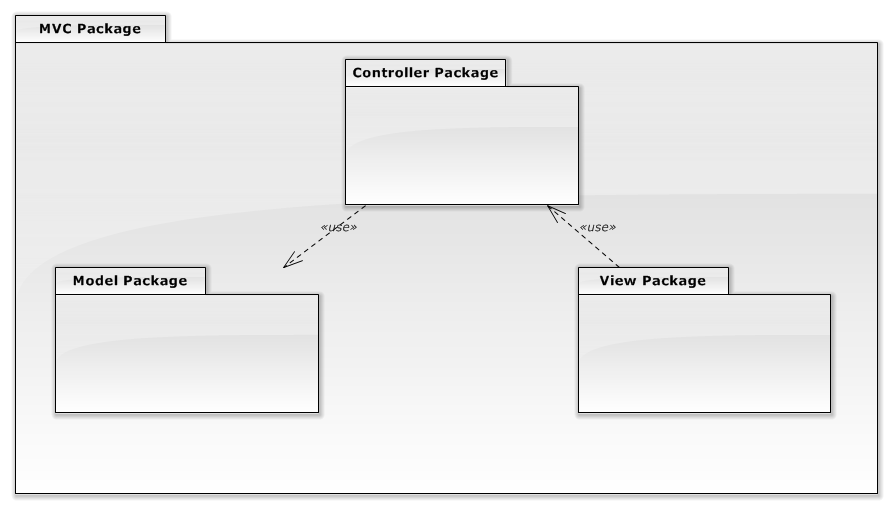 MVC Package
Controller Package
«use»
«use»
Model Package
View Package